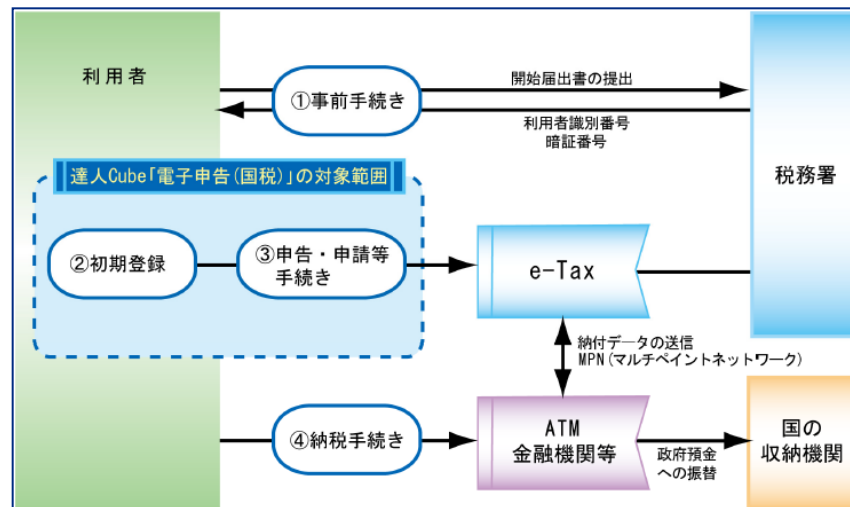 利用者
①事前手続き
開始届出書の提出
利用者識別番号
暗証番号
税務署
達人Cube「電子申告(国税)」の対象範囲
②初期登録
③申告・申請等
手続き
e-Tax
納付データの送信
MPN(マルチペイントネットワーク)
④納税手続き
ATM
金融機関等
政府預金
への振替
国の
収納機関